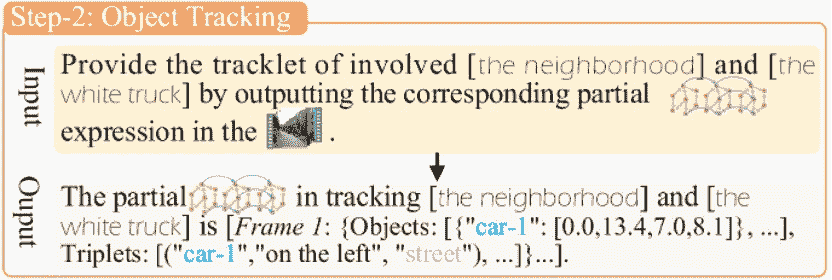 Step-2: Object Tracking
Input
Provide the tracklet of involved [the neighborhood] and [the
white truck] by outputting the corresponding partial
expression in the .
Ouput
The partial in tracking [the neighborhood] and [the
white truck] is [Frame 1: {Objects: [{"car-1": [0.0,13.4,7.0,8.1]}, ...],
Triplets: [("car-1","on the left", "street"), ...]}...].